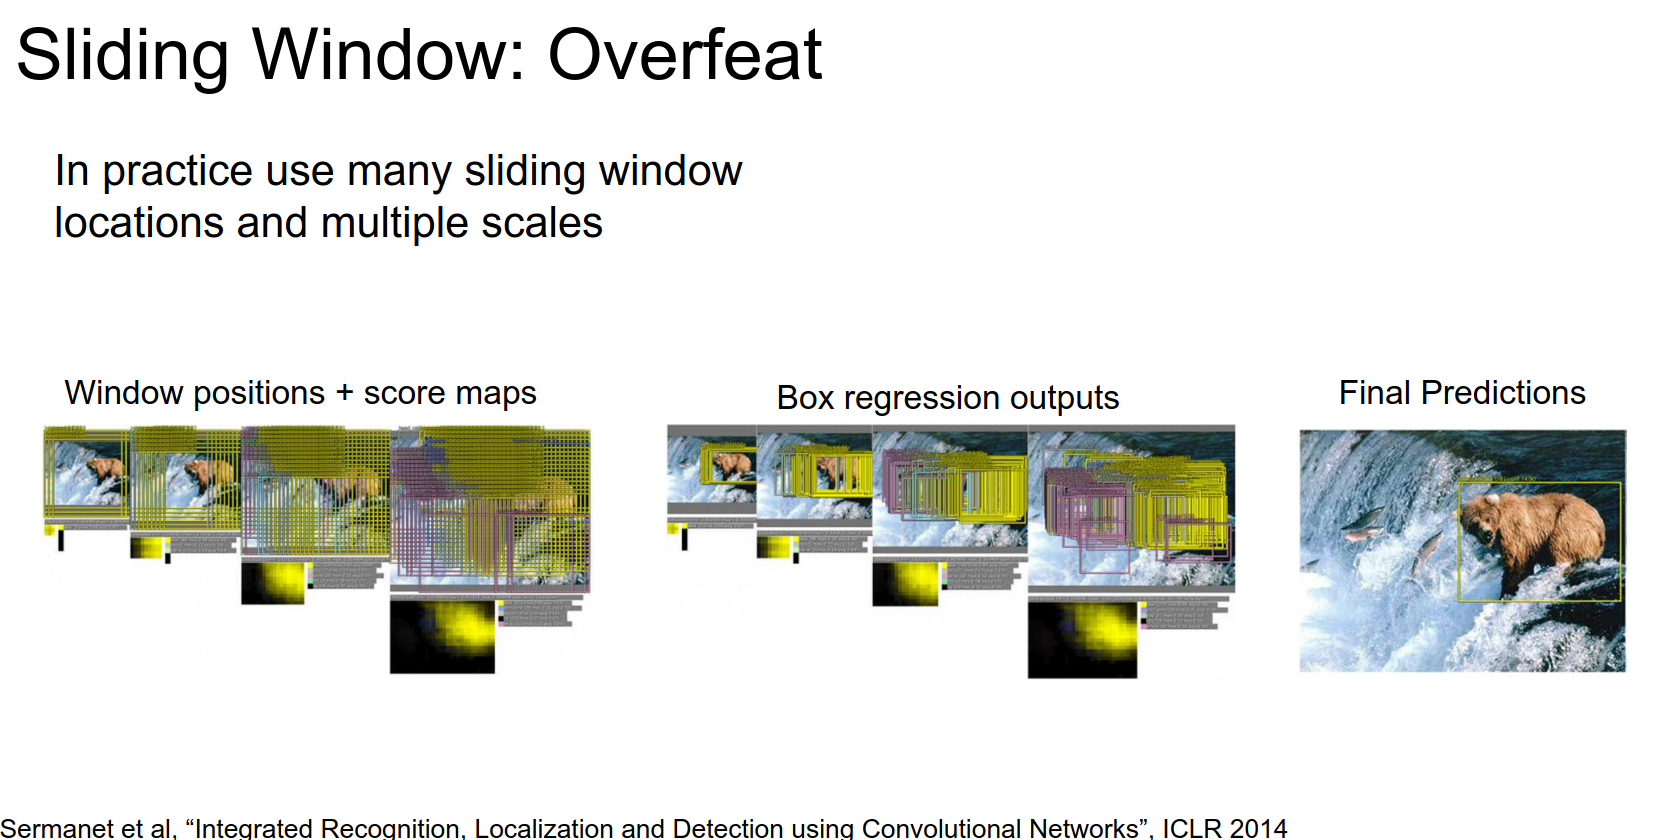 Sliding Window: Overfeat
In practice use many sliding window
locations and multiple scales
Window positions + score maps
Box regression outputs
Final Predictions
Sermanet et al, “Integrated Recognition, Localization and Detection using Convolutional Networks”, ICLR 2014